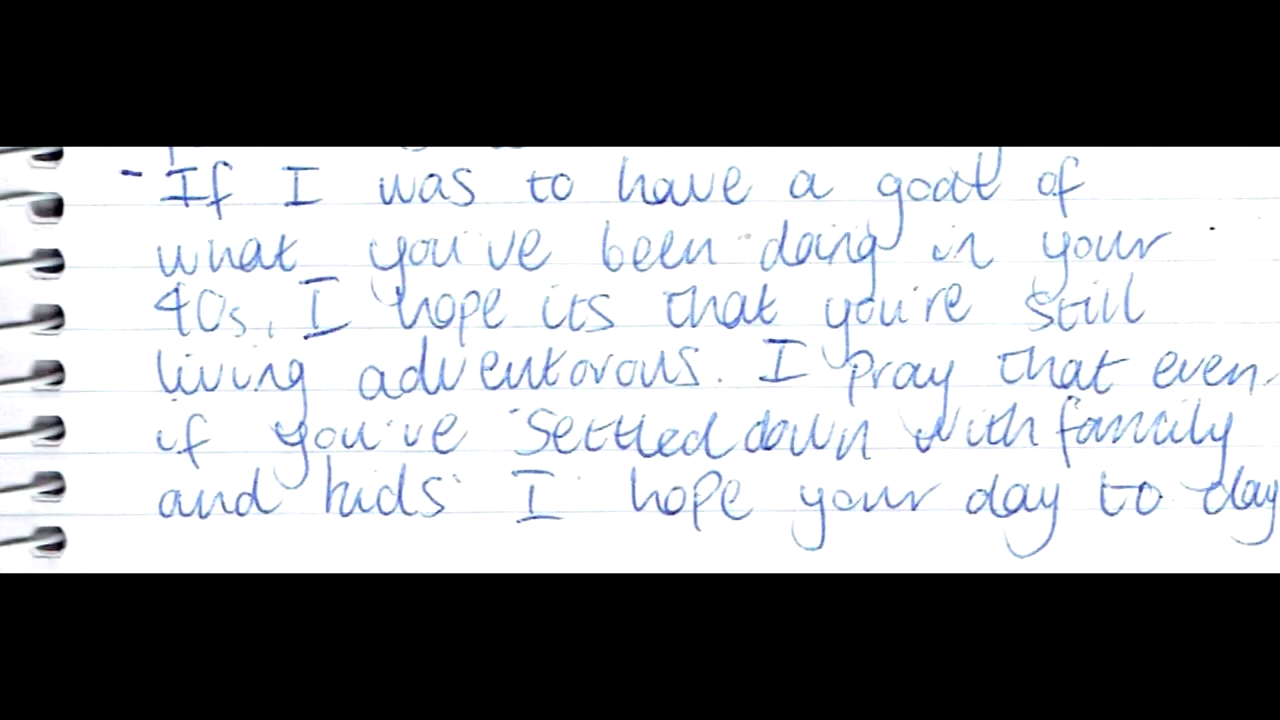 - If I was to have a goal of
what you've been doing in your
40s, I hope its that you're still
living adventorous. I pray that even
if you've settled down with family
and kids I hope your day to day